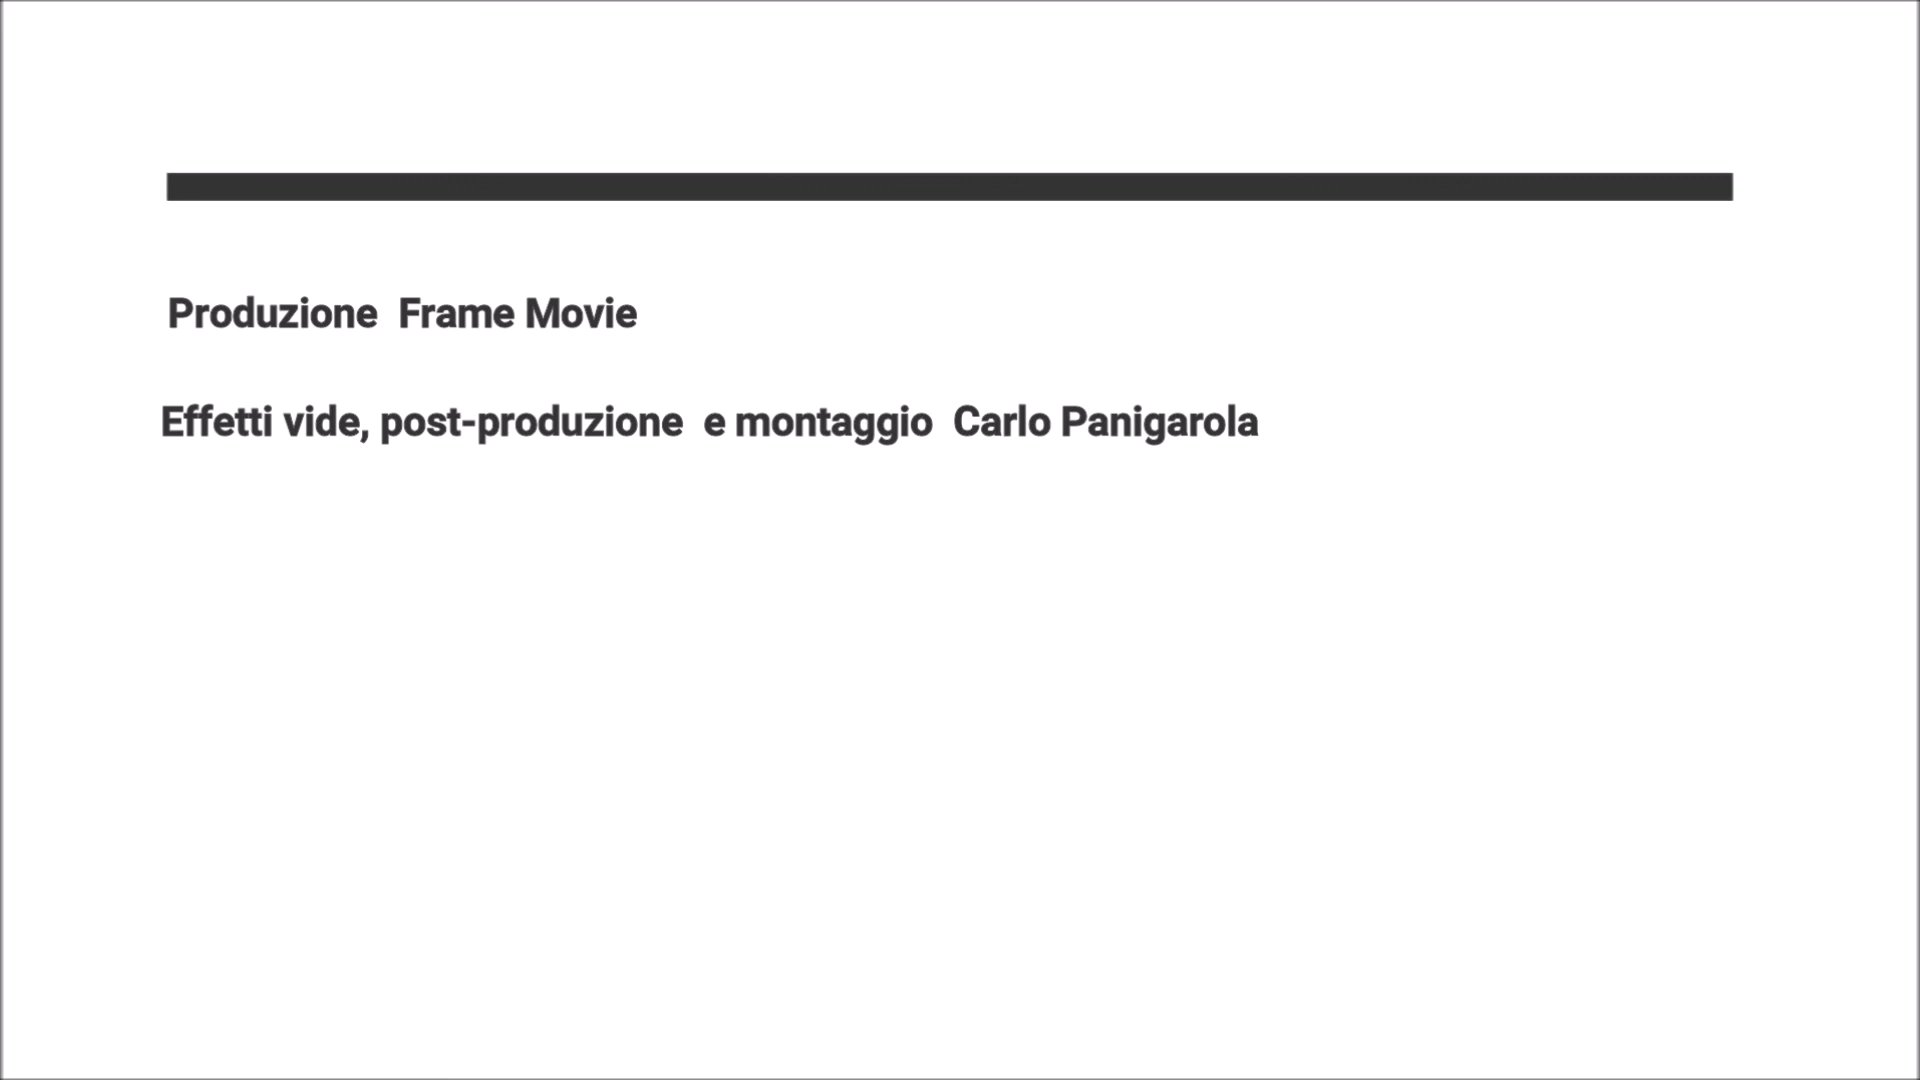 Produzione  Frame Movie
Effetti vide, post-produzione  e montaggio  Carlo Panigarola